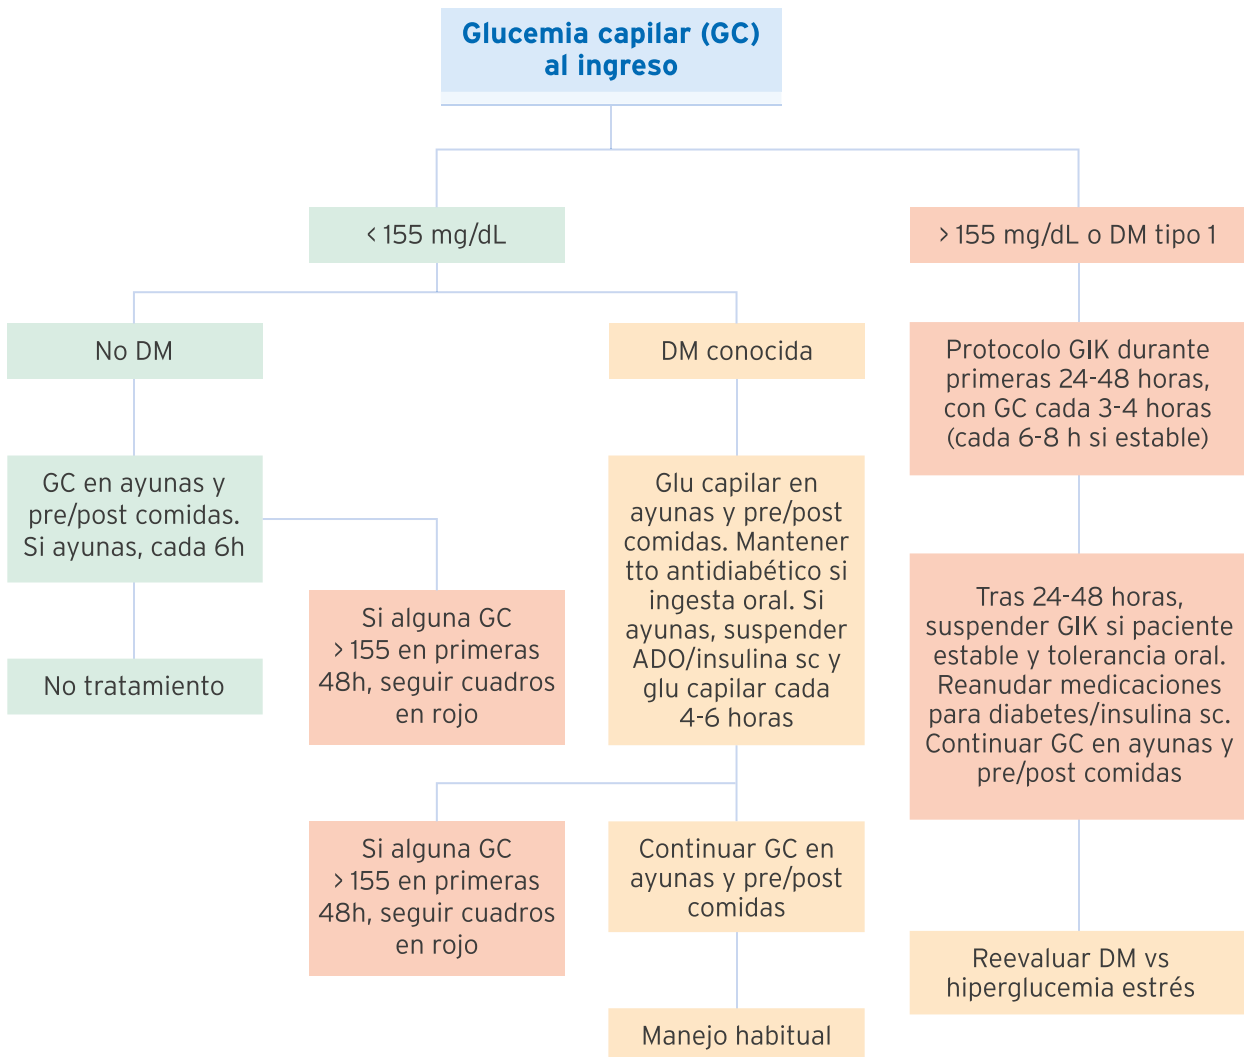 Glucemia capilar (GC)
al ingreso
< 155 mg/dL
> 155 mg/dL o DM tipo 1
No DM
DM conocida
Protocolo GIK durante
primeras 24-48 horas,
con GC cada 3-4 horas
(cada 6-8 h si estable)
GC en ayunas y
pre/post comidas.
Si ayunas, cada 6h
Glu capilar en
ayunas y pre/post
comidas. Mantener
tto antidiabético si
ingesta oral. Si
ayunas, suspender
ADO/insulina sc y
glu capilar cada
4-6 horas
Tras 24-48 horas,
suspender GIK si paciente
estable y tolerancia oral.
Reanudar medicaciones
para diabetes/insulina sc.
Continuar GC en ayunas y
pre/post comidas
Si alguna GC
> 155 en primeras
48h, seguir cuadros
en rojo
No tratamiento
Si alguna GC
> 155 en primeras
48h, seguir cuadros
en rojo
Continuar GC en
ayunas y pre/post
comidas
Reevaluar DM vs
hiperglucemia estrés
Manejo habitual